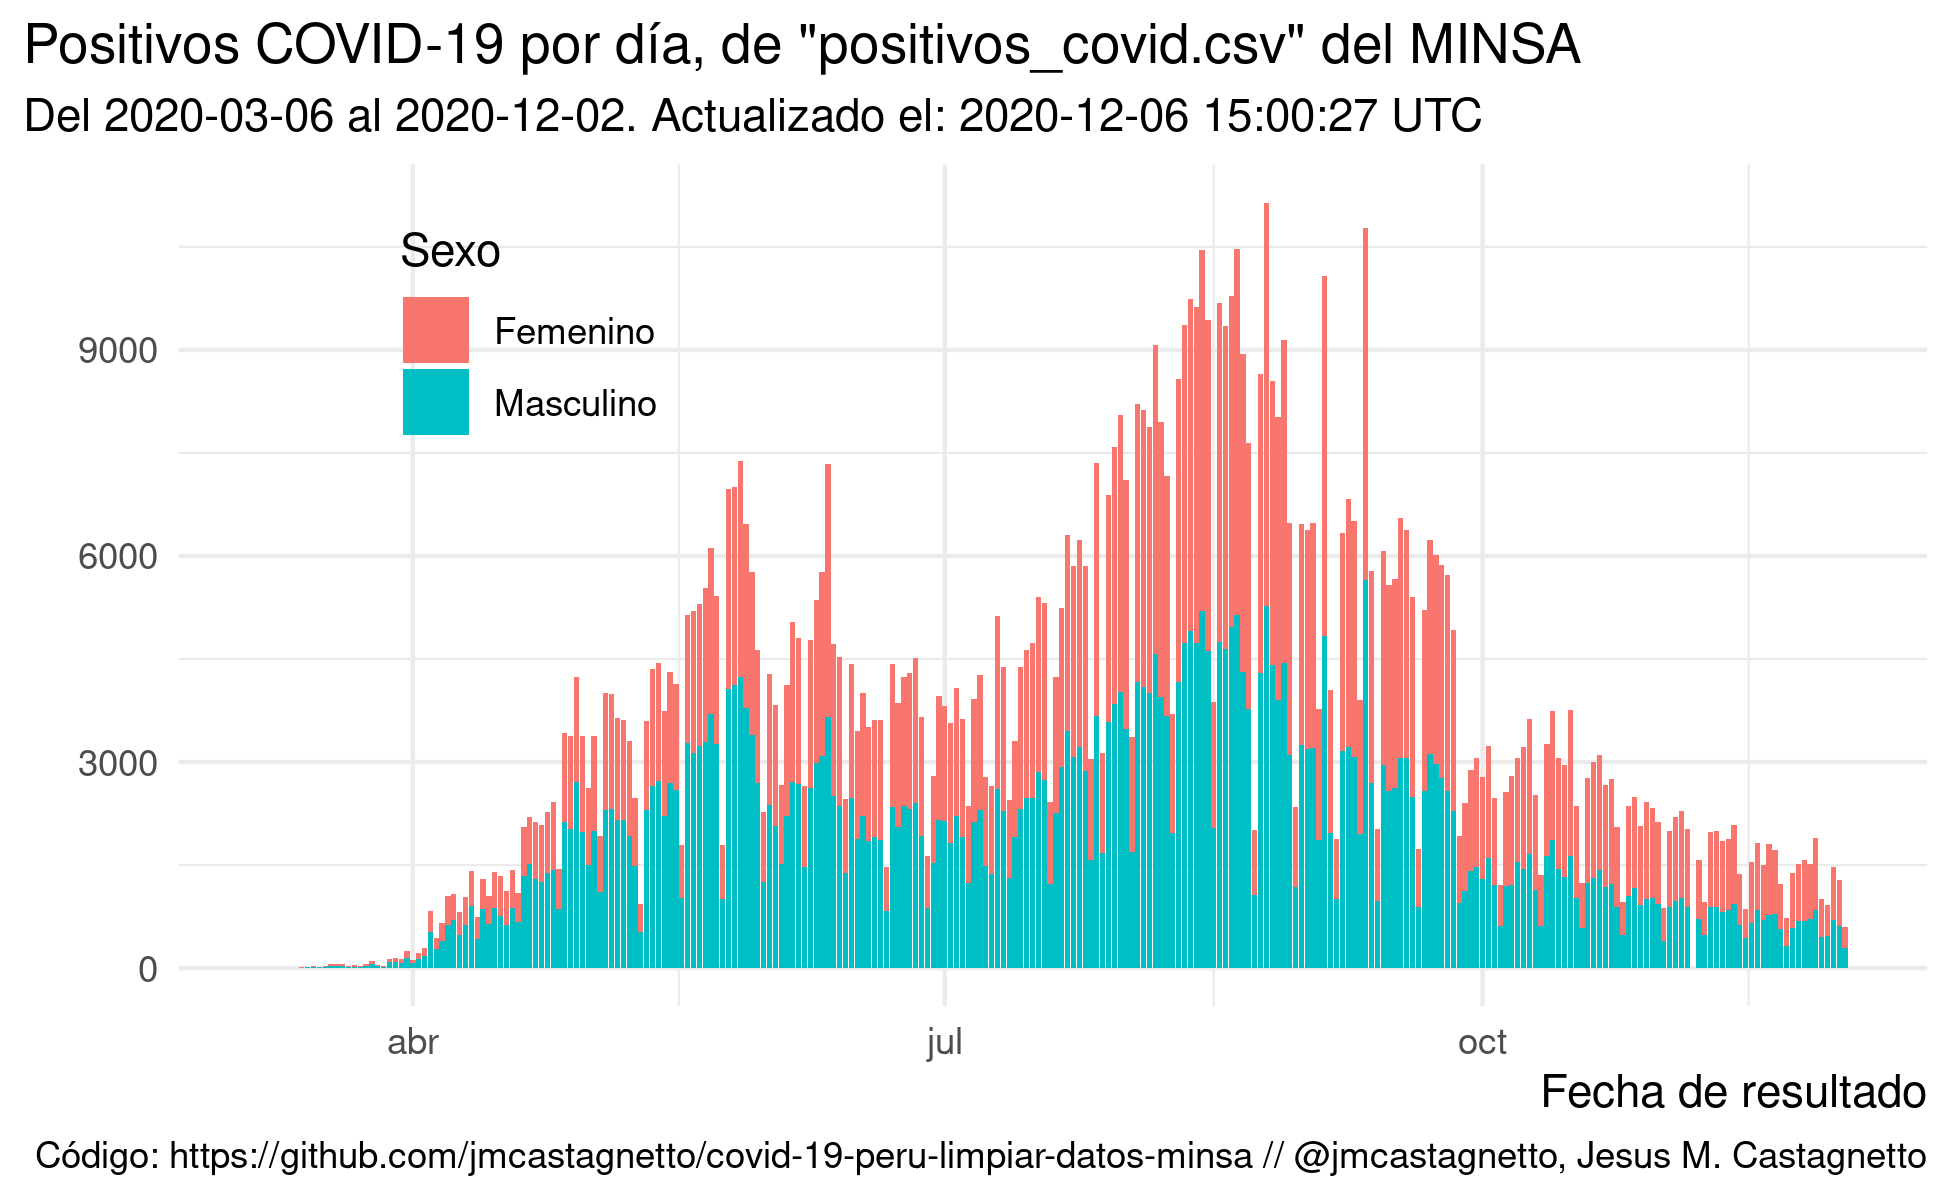 Positivos COVID-19 por día, de "positivos_covid.csv" del MINSA
Del 2020-03-06 al 2020-12-02. Actualizado el: 2020-12-06 15:00:27 UTC
Sexo
Femenino
Masculino
9000
6000
3000
0
abr
jul
oct
Fecha de resultado
Código: https://github.com/jmcastagnetto/covid-19-peru-limpiar-datos-minsa // @jmcastagnetto, Jesus M. Castagnetto